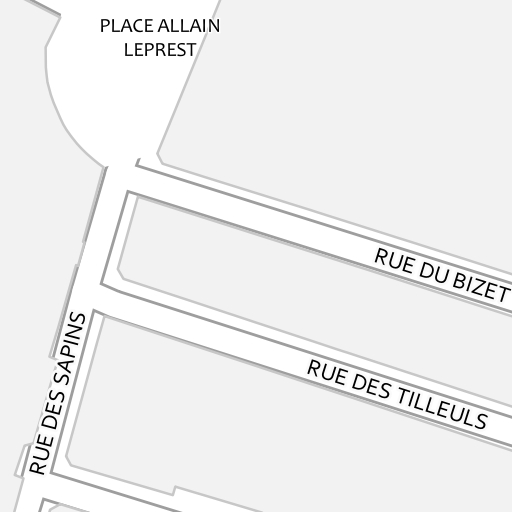 PLACE ALLAIN
LEPREST
RUE DU BIZET
RUE DES TILLEULS
RUE DES SAPINS